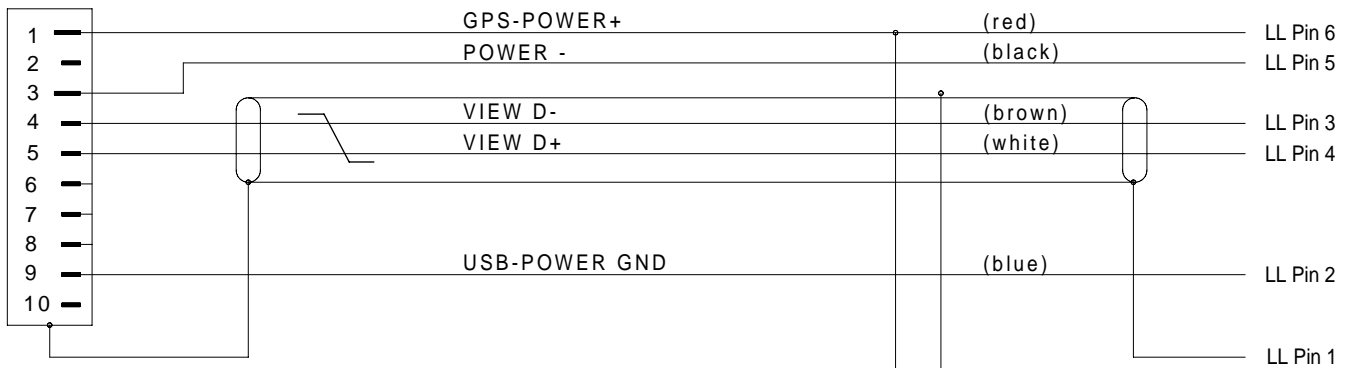 1 GPS-POWER+ (red) LL Pin 6
2 POWER - (black) LL Pin 5
3
4 VIEW D- (brown) LL Pin 3
5 VIEW D+ (white) LL Pin 4
6
7
8
9 USB-POWER GND (blue) LL Pin 2
10
LL Pin 1